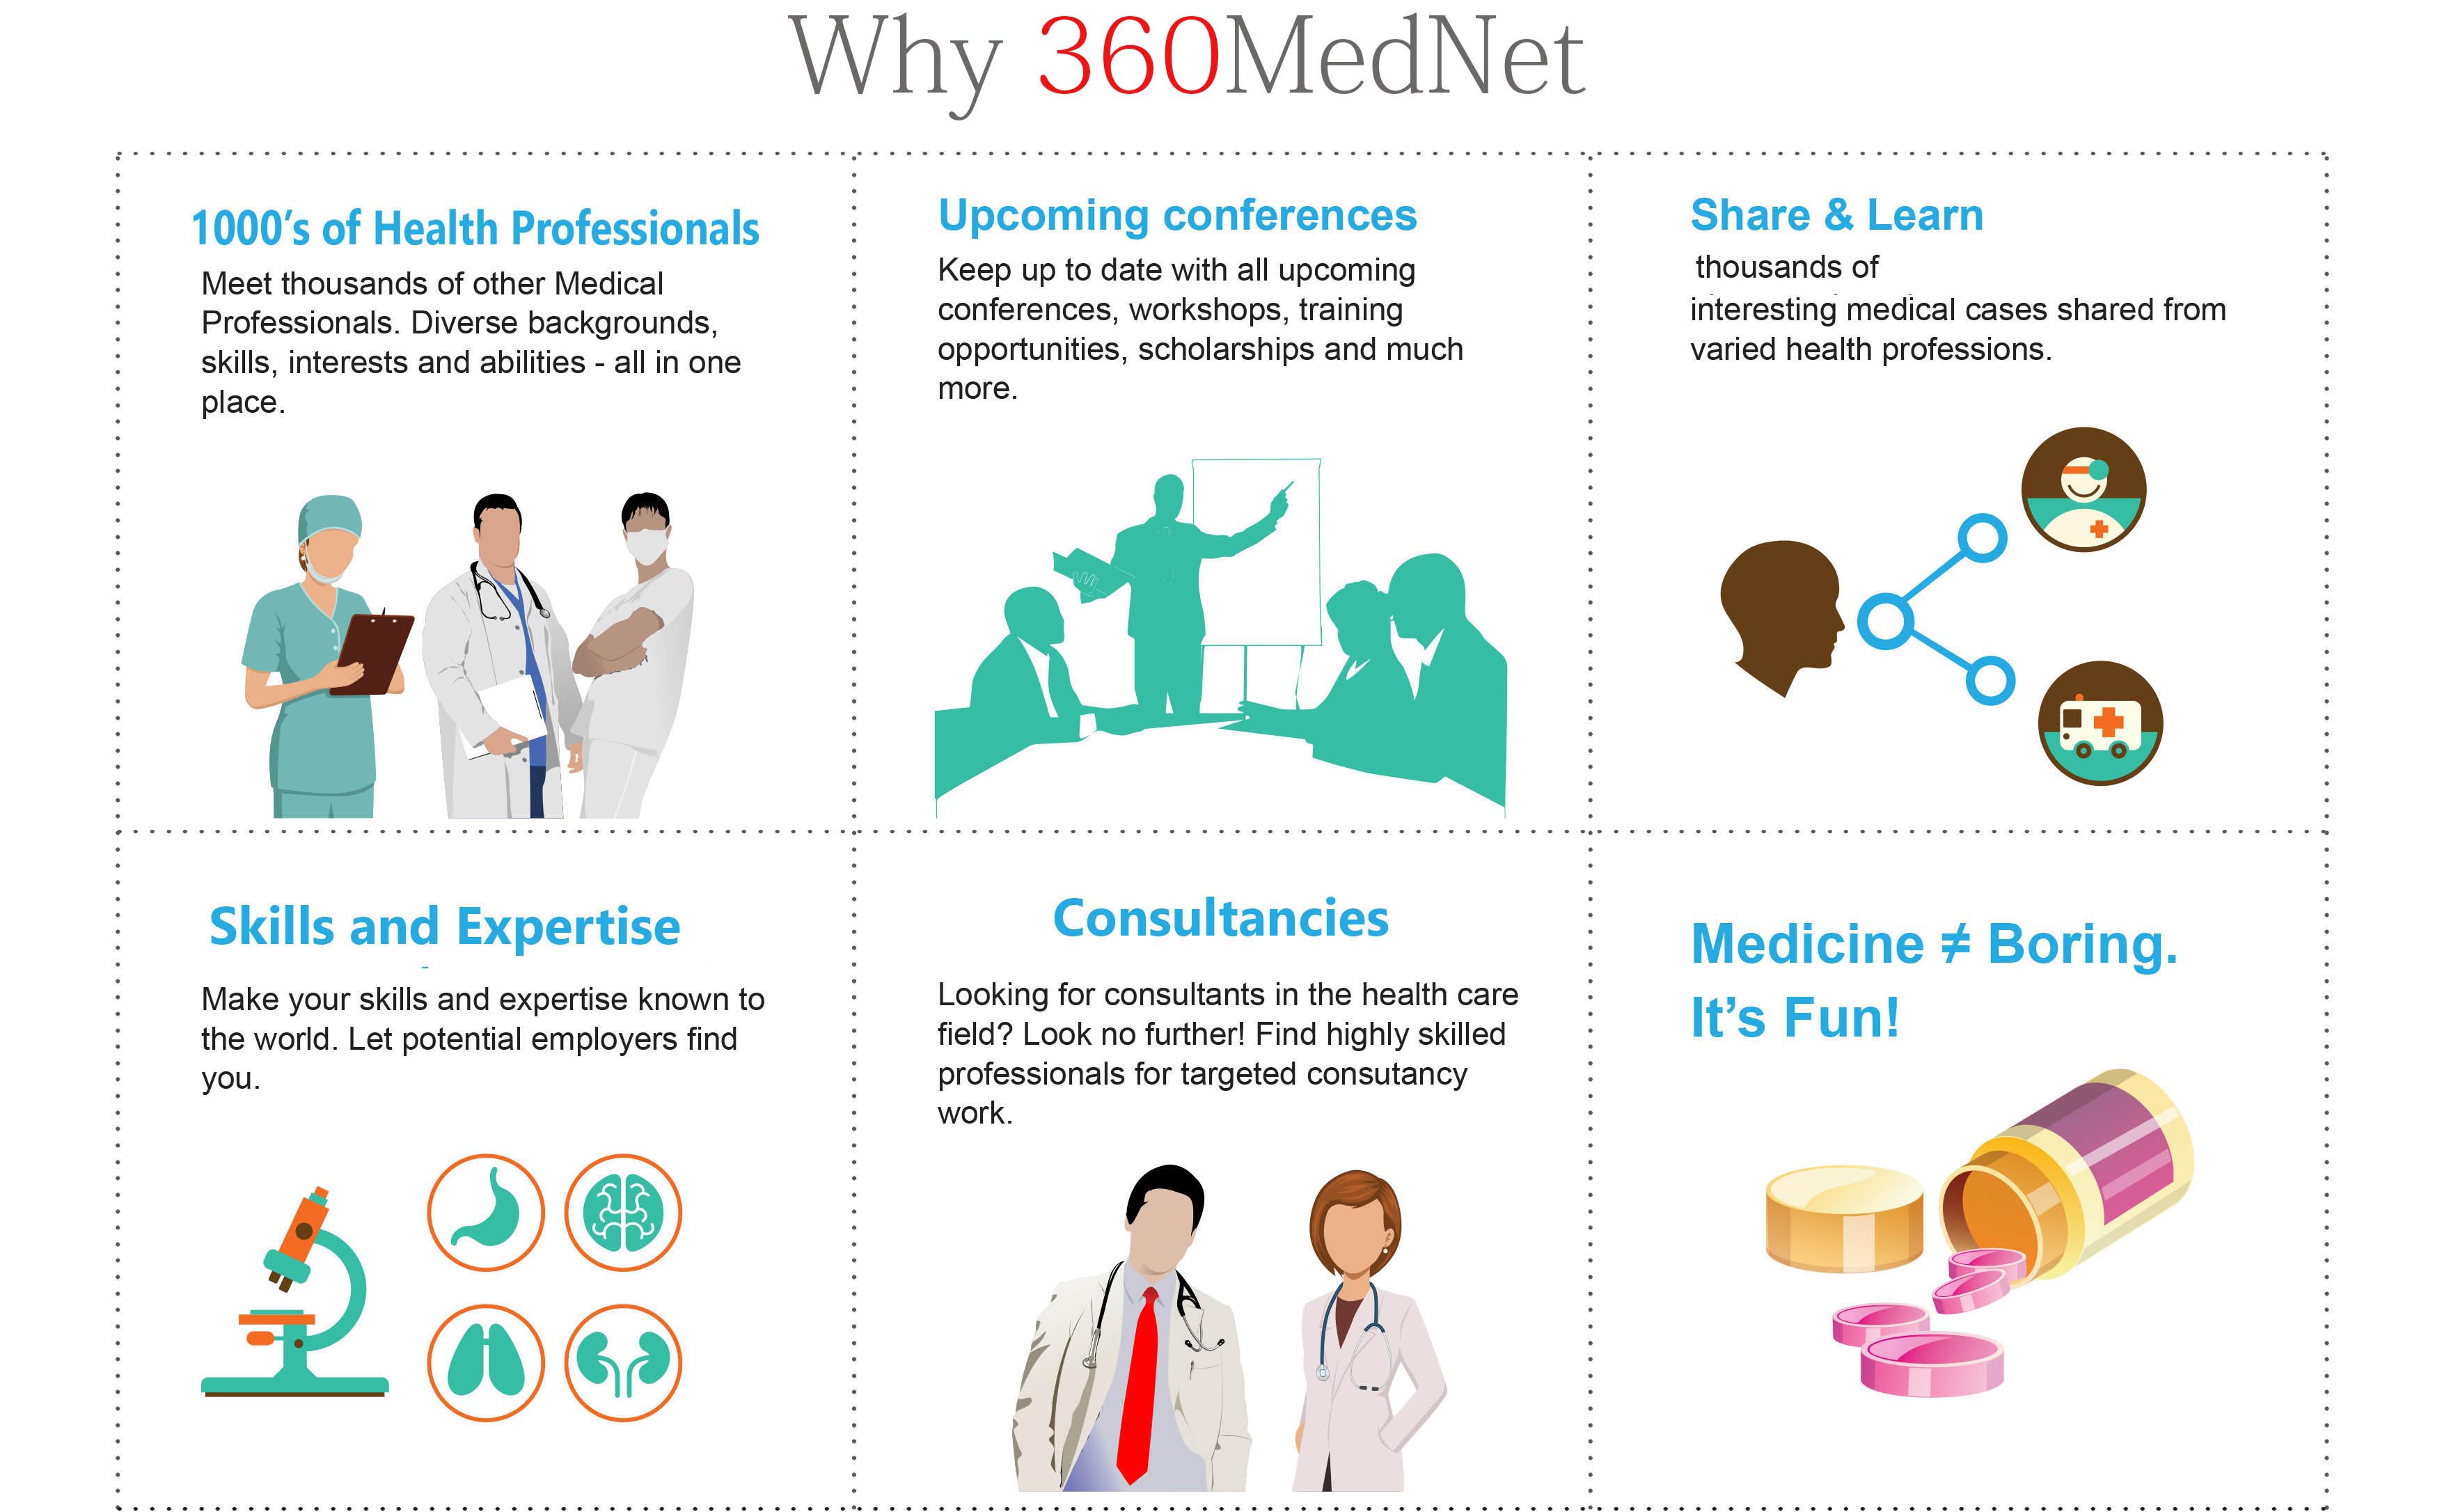 Why 360MedNet
1000's of Health Professionals
Meet thousands of other Medical
Professionals. Diverse backgrounds,
skills, interests and abilities - all in one
place.
Upcoming conferences
Keep up to date with all upcoming
conferences, workshops, training
opportunities, scholarships and much
more.
Share & Learn
thousands of
interesting medical cases shared from
varied health professions.
Skills and Expertise
Make your skills and expertise known to
the world. Let potential employers find
you.
Consultancies
Looking for consultants in the health care
field? Look no further! Find highly skilled
professionals for targeted consutancy
work.
Medicine ≠ Boring.
It’s Fun!